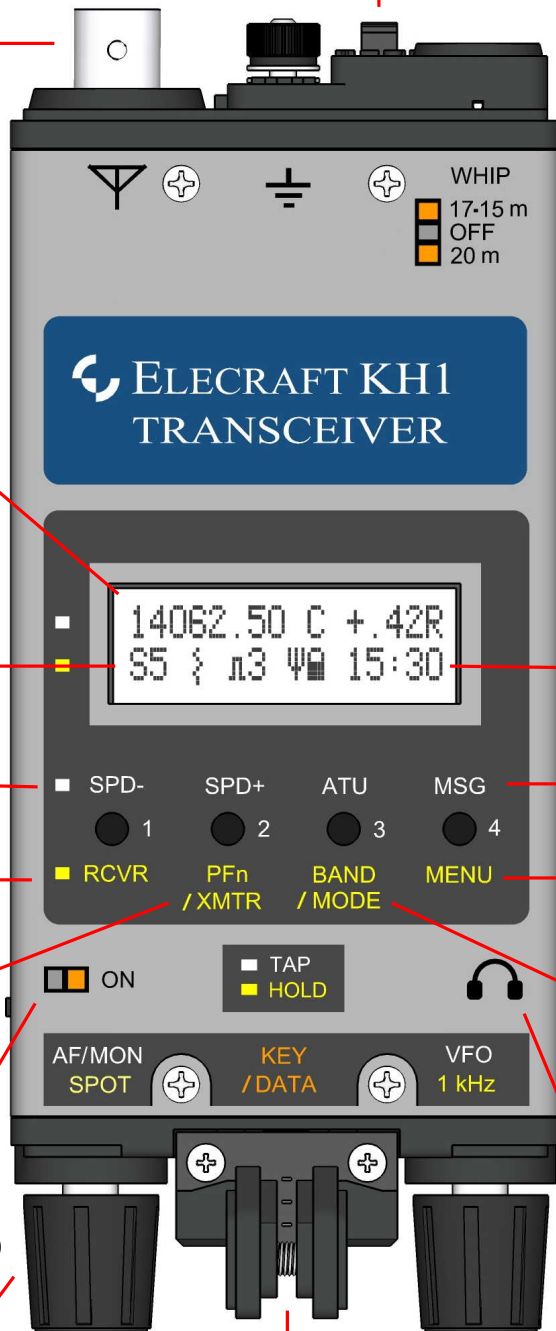 WHIP
17-15 m
OFF
20 m
ELECRAFT KH1
TRANSCEIVER
14062.50 C +.42R
S5 15:30
SPD- SPD+ ATU MSG
1 2 3 4
RCVR PFn BAND MENU
/ XMTR / MODE
ON
TAP
HOLD
AF/MON KEY VFO
SPOT / DATA 1 kHz